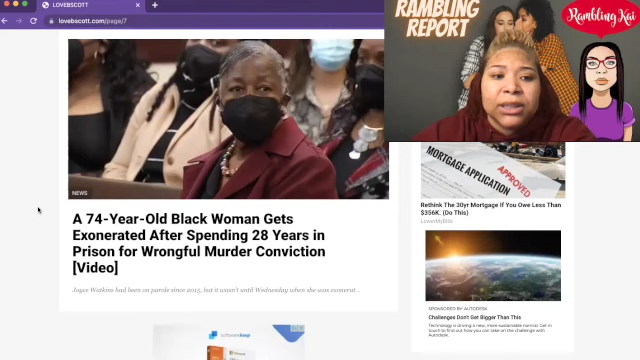 LOVEBSCOTT
lovebscott.com/page/7
RAMBLING
REPORT
Rambling Kai
NEWS
A 74-Year-Old Black Woman Gets
Exonerated After Spending 28 Years in
Prison for Wrongful Murder Conviction
[Video]
Joyce Watkins had been on parole since 2015, but it wasn't until Wednesday when she was exonerat...
MORTGAGE APPLICATION
APPROVED
Rethink The 30yr Mortgage If You Owe Less Than
$356K. (Do This)
LowerMyBills
SPONSORED BY AUTODESK
Challenges Don't Get Bigger Than This
Technology is driving a new, more sustainable normal. Get in
touch to find out how you can take on the challenge with
Autodesk.